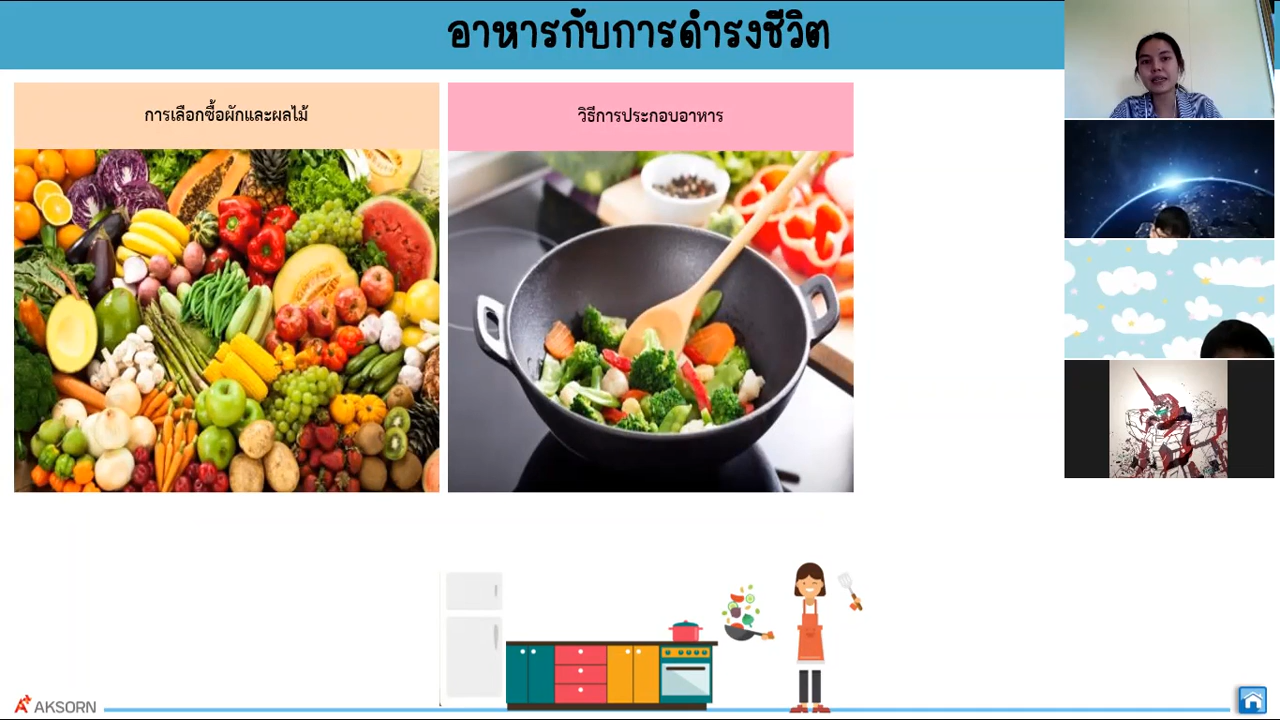 อาหารกับการดำรงชีวิต
การเลือกซื้อผักและผลไม้
วิธีการประกอบอาหาร
AKSORN